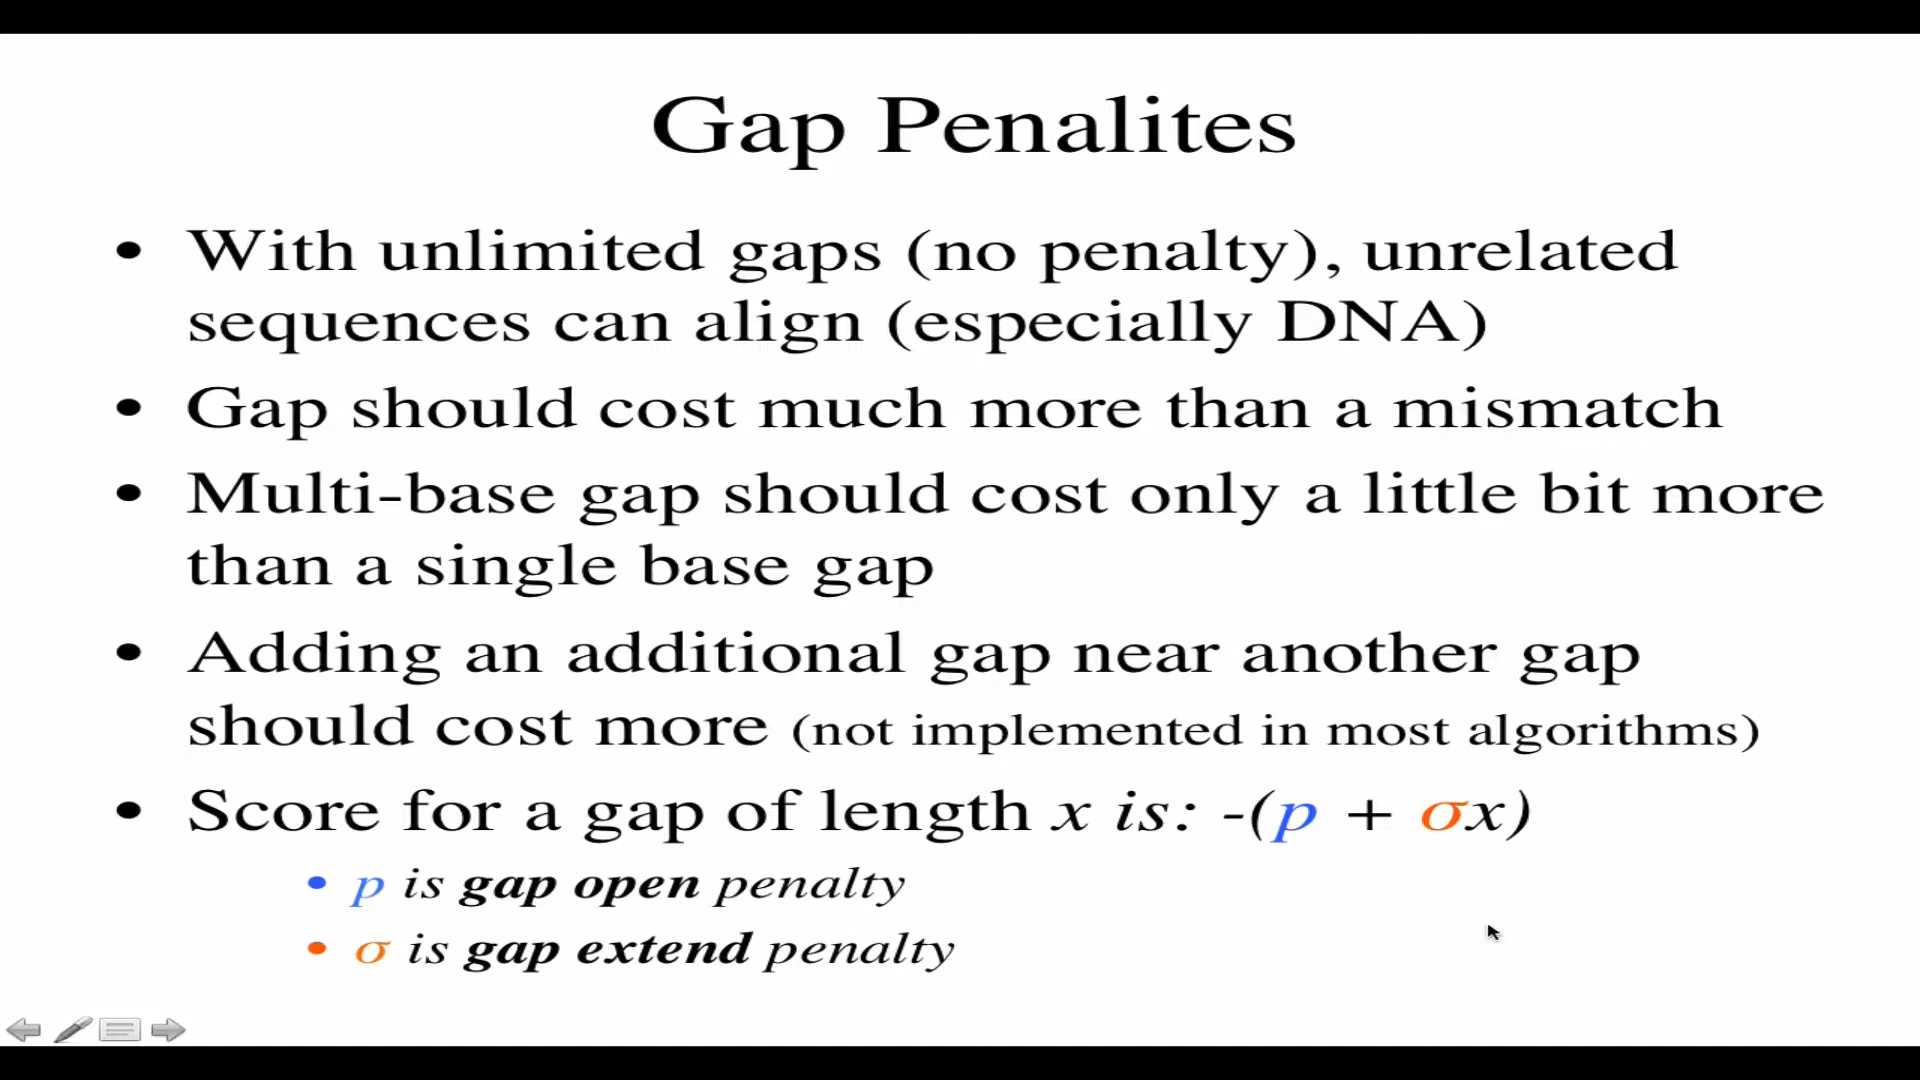 Gap Penalites
• With unlimited gaps (no penalty), unrelated
sequences can align (especially DNA)
• Gap should cost much more than a mismatch
• Multi-base gap should cost only a little bit more
than a single base gap
• Adding an additional gap near another gap
should cost more (not implemented in most algorithms)
• Score for a gap of length x is: -(p + σx)
• p is gap open penalty
• σ is gap extend penalty